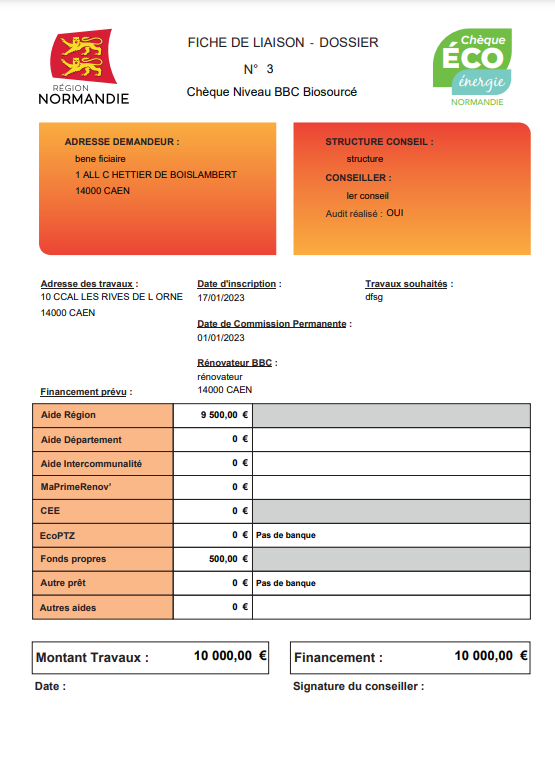 FICHE DE LIAISON - DOSSIER
N° 3
Chèque Niveau BBC Biosourcé
RÉGION
NORMANDIE
Chèque
ÉCO
énergie
NORMANDIE
ADRESSE DEMANDEUR :
bene ficiaire
1 ALL C HETTIER DE BOISLAMBERT
14000 CAEN
STRUCTURE CONSEIL :
structure
CONSEILLER :
ler conseil
Audit réalisé : OUI
Adresse des travaux :
10 CCAL LES RIVES DE L ORNE
14000 CAEN
Date d'inscription :
17/01/2023
Travaux souhaités :
dfsg
Date de Commission Permanente :
01/01/2023
Rénovateur BBC :
rénovateur
14000 CAEN
Financement prévu :
Aide Région 9 500,00 €
Aide Département 0 €
Aide Intercommunalité 0 €
MaPrimeRenov' 0 €
CEE 0 €
EcoPTZ 0 € Pas de banque
Fonds propres 500,00 €
Autre prêt 0 € Pas de banque
Autres aides 0 €
Montant Travaux : 10 000,00 €
Financement : 10 000,00 €
Date :
Signature du conseiller :